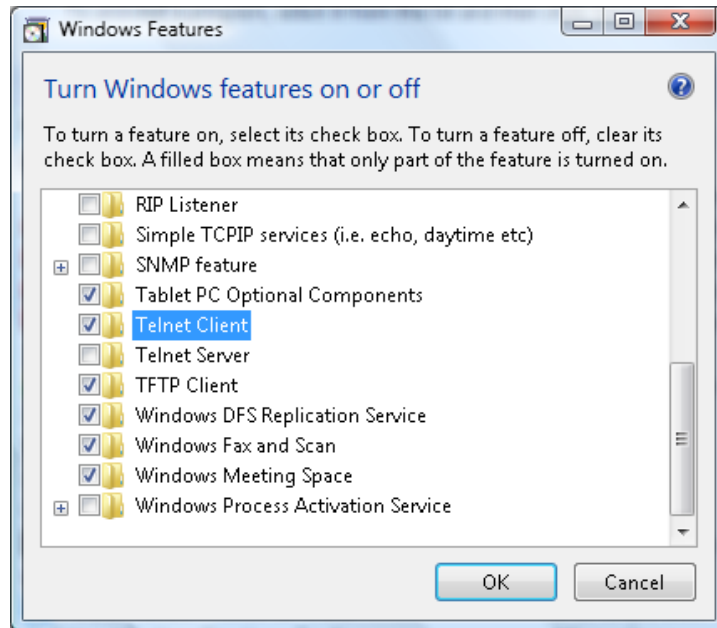 Windows Features
Turn Windows features on or off
To turn a feature on, select its check box. To turn a feature off, clear its
check box. A filled box means that only part of the feature is turned on.
RIP Listener
Simple TCPIP services (i.e. echo, daytime etc)
SNMP feature
Tablet PC Optional Components
Telnet Client
Telnet Server
TFTP Client
Windows DFS Replication Service
Windows Fax and Scan
Windows Meeting Space
Windows Process Activation Service
OK Cancel